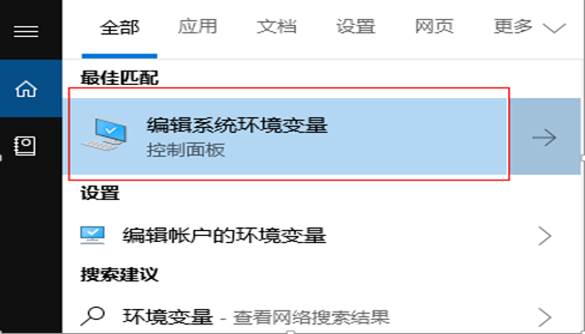 全部 应用 文档 设置 网页 更多
最佳匹配
编辑系统环境变量
控制面板
设置
编辑帐户的环境变量
搜索建议
环境变量 - 查看网络搜索结果